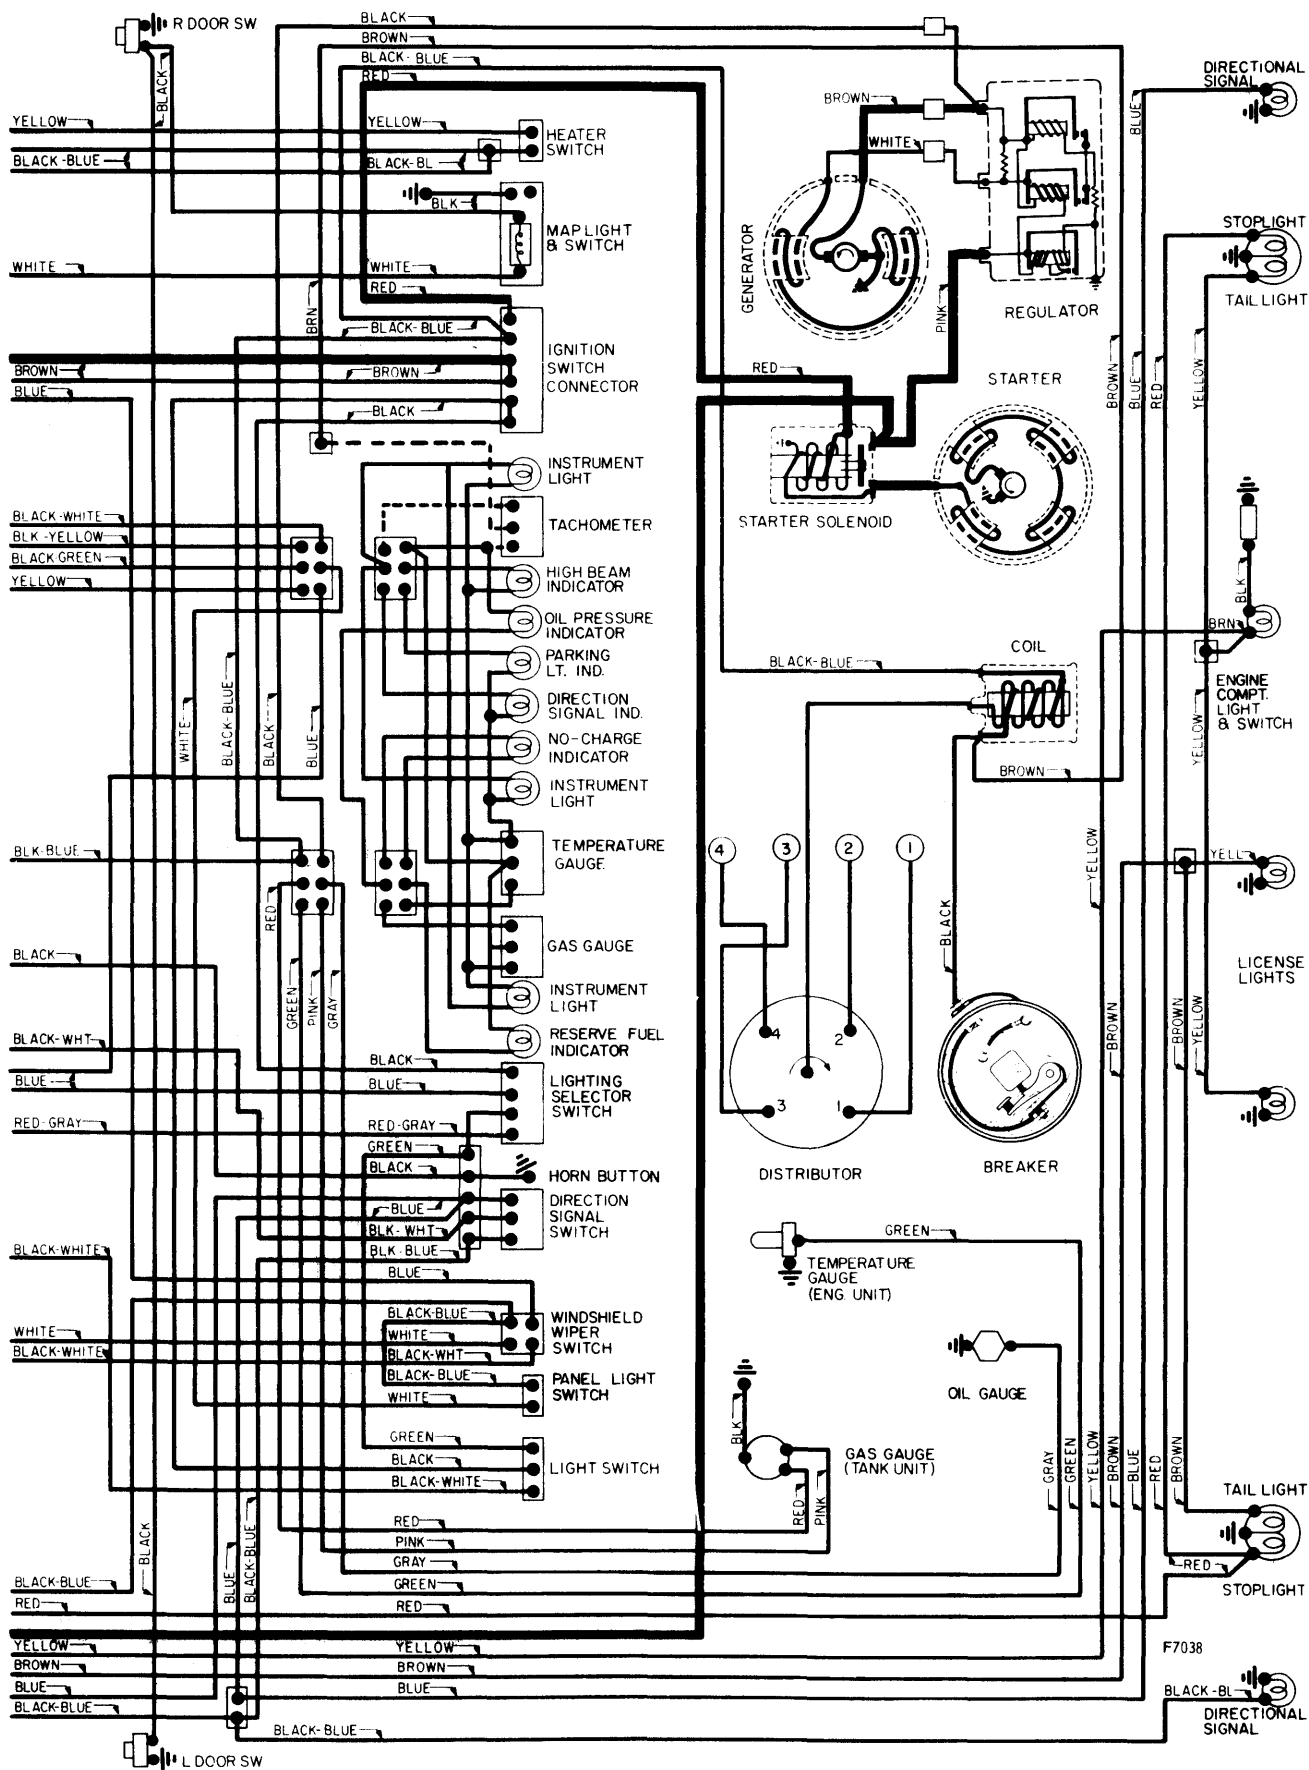 R DOOR SW
BLACK
BROWN
BLACK-BLUE
RED
BLACK
YELLOW
YELLOW
HEATER
SWITCH
BLACK-BLUE
BLACK-BL
BLK
MAP LIGHT
& SWITCH
WHITE
WHITE
RED
BRN
BLACK-BLUE
IGNITION
SWITCH
CONNECTOR
BROWN
BROWN
BLUE
BLACK
BROWN
WHITE
GENERATOR
REGULATOR
PINK
RED
STARTER
STARTER SOLENOID
DIRECTIONAL
SIGNAL
BLUE
STOPLIGHT
TAIL LIGHT
BROWN
BLUE
RED
YELLOW
INSTRUMENT
LIGHT
BLACK-WHITE
TACHOMETER
BLK-YELLOW
BLACK-GREEN
YELLOW
HIGH BEAM
INDICATOR
OIL PRESSURE
INDICATOR
PARKING
LT. IND.
DIRECTION
SIGNAL IND.
NO-CHARGE
INDICATOR
INSTRUMENT
LIGHT
WHITE
BLACK-BLUE
BLACK
BLUE
BLACK-BLUE
COIL
BROWN
BLK
BRN
ENGINE
COMPT.
LIGHT
& SWITCH
YELLOW
BLK-BLUE
TEMPERATURE
GAUGE
4
3
2
1
YELLOW
YELL
RED
BLACK
GAS GAUGE
LICENSE
LIGHTS
BLACK
GREEN
PINK
GRAY
INSTRUMENT
LIGHT
RESERVE FUEL
INDICATOR
BLACK-WHT
BLACK
BLUE
BLUE
LIGHTING
SELECTOR
SWITCH
RED-GRAY
RED-GRAY
4
2
3
1
DISTRIBUTOR
BREAKER
BROWN
BROWN
YELLOW
GREEN
BLACK
HORN BUTTON
BLUE
DIRECTION
SIGNAL
SWITCH
BLK-WHT
BLK-BLUE
BLACK-WHITE
BLUE
GREEN
TEMPERATURE
GAUGE
(ENG. UNIT)
BLACK-BLUE
WINDSHIELD
WIPER
SWITCH
WHITE
WHITE
BLACK-WHITE
BLACK-WHT
BLACK-BLUE
PANEL LIGHT
SWITCH
WHITE
OIL GAUGE
BLK
GAS GAUGE
(TANK UNIT)
GREEN
BLACK
LIGHT SWITCH
BLACK-WHITE
RED
PINK
GRAY
GREEN
YELLOW
BROWN
BLUE
RED
BROWN
TAIL LIGHT
RED
STOPLIGHT
BLACK
BLUE
BLACK-BLUE
RED
PINK
GRAY
GREEN
BLACK-BLUE
RED
RED
YELLOW
YELLOW
BROWN
BROWN
BLUE
BLUE
BLACK-BLUE
BLACK-BLUE
F7038
BLACK-BL
DIRECTIONAL
SIGNAL
L DOOR SW